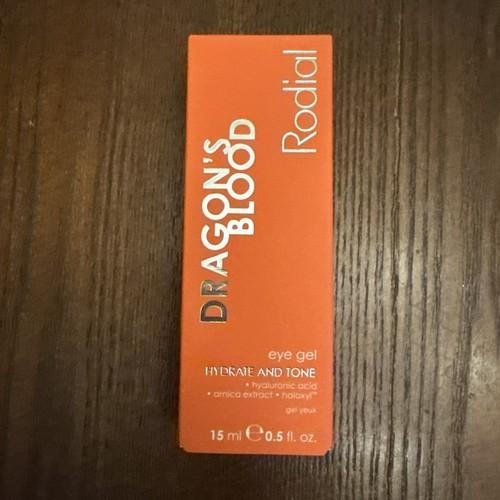 Rodial
DRAGON'S
BLOOD
eye gel
HYDRATE AND TONE
• hyaluronic acid
• arnica extract • haloxyl™
gel yeux
15 ml ℮ 0.5 fl. oz.